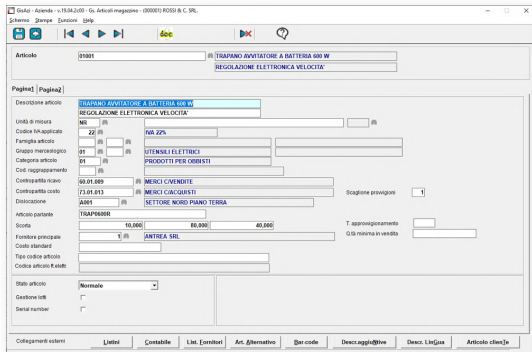 GisAzi - Azienda - v.19.04.2c00 - Gs. Articoli magazzino - (000001) ROSSI & C. SRL.
Schermo Stampe Funzioni Help
doc
Articolo 01001 TRAPANO AVVITATORE A BATTERIA 600 W
REGOLAZIONE ELETTRONICA VELOCITA'
Pagina1 Pagina2
Descrizione articolo TRAPANO AVVITATORE A BATTERIA 600 W
REGOLAZIONE ELETTRONICA VELOCITA'
Unità di misura NR
Codice IVA applicato 22 IVA 22%
Famiglia articolo
Gruppo merceologico 01 UTENSILI ELETTRICI
Categoria articolo 01 PRODOTTI PER OBBISTI
Cod. raggruppamento
Contropartita ricavo 60.01.009 MERCI C/VENDITE
Contropartita costo 73.01.013 MERCI C/ACQUISTI Scaglione provvigioni 1
Dislocazione A001 SETTORE NORD PIANO TERRA
Articolo parlante TRAP0600R
Scorta 10,000 80,000 40,000 T. approvvigionamento
Fornitore principale 1 ANTREA SRL Q.tà minima in vendita
Costo standard
Tipo codice articolo
Codice articolo ft.elettr.
Stato articolo Normale
Gestione lotti
Serial number
Collegamenti esterni Listini Contabile List. Fornitori Art. Alternativo Bar code Descr.aggiuNtive Descr. LinGua Articolo clienTe